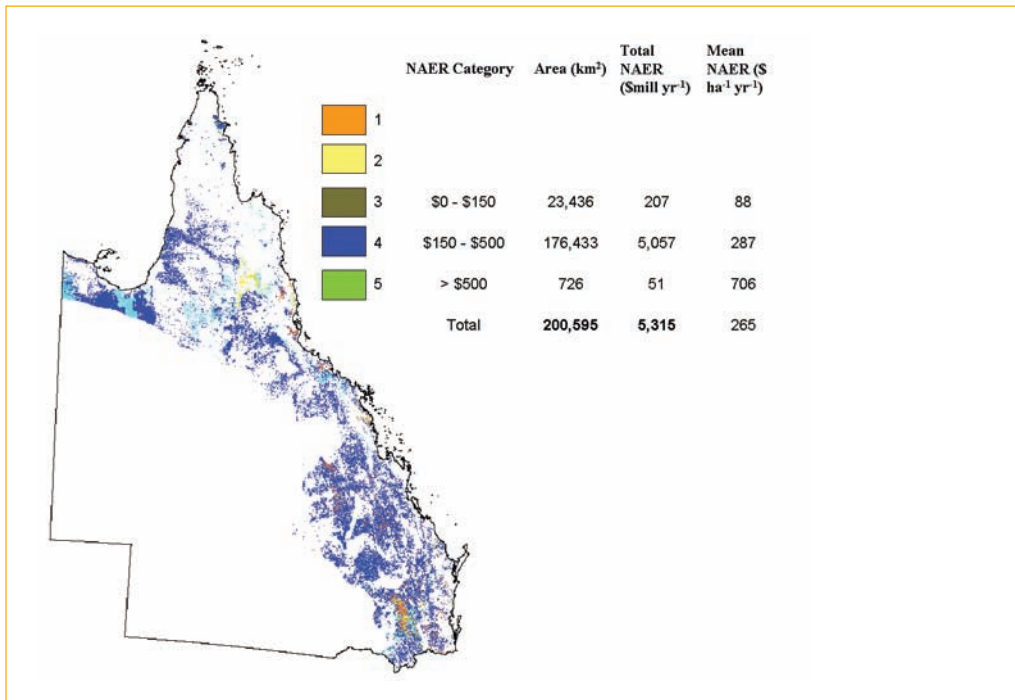 NAER Category Area (km²) Total NAER ($mill yr⁻¹) Mean NAER ($ ha⁻¹ yr⁻¹)
1
2
3 $0 - $150 23,436 207 88
4 $150 - $500 176,433 5,057 287
5 > $500 726 51 706
Total 200,595 5,315 265